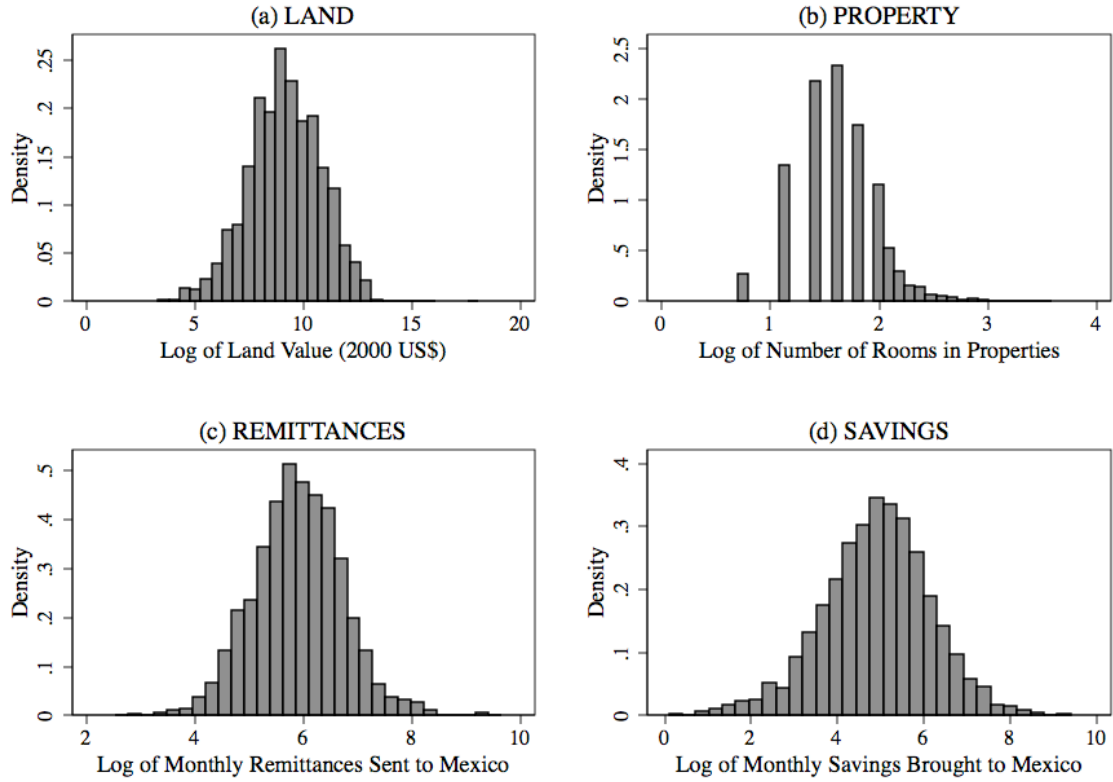 (a) LAND
Density
0 .05 .1 .15 .2 .25
0 5 10 15 20
Log of Land Value (2000 US$)
(b) PROPERTY
Density
0 .5 1 1.5 2 2.5
0 1 2 3 4
Log of Number of Rooms in Properties
(c) REMITTANCES
Density
0 .1 .2 .3 .4 .5
2 4 6 8 10
Log of Monthly Remittances Sent to Mexico
(d) SAVINGS
Density
0 .1 .2 .3 .4
0 2 4 6 8 10
Log of Monthly Savings Brought to Mexico